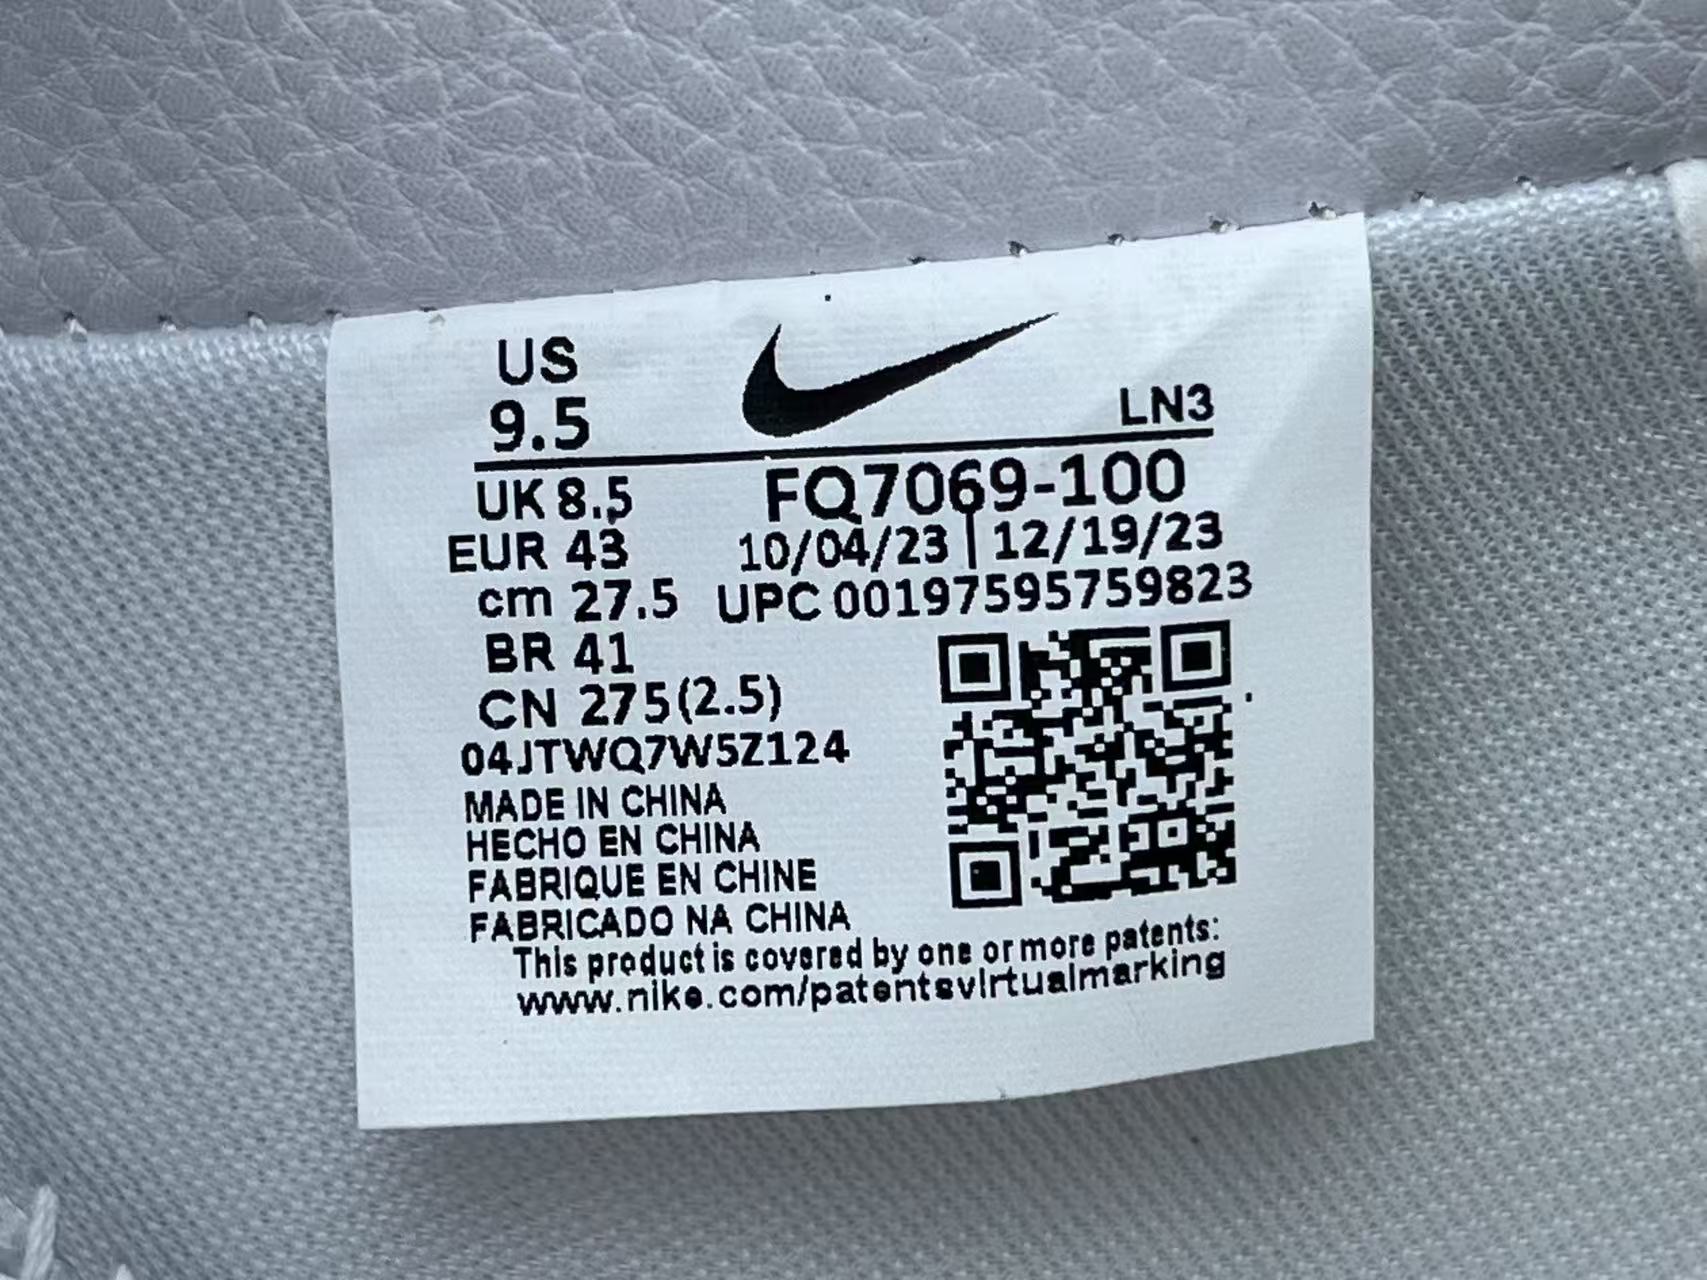 US
9.5
LN3
UK 8.5
FQ7069-100
EUR 43
10/04/23 | 12/19/23
cm 27.5
UPC 00197595759823
BR 41
CN 275(2.5)
04JTWQ7W5Z124
MADE IN CHINA
HECHO EN CHINA
FABRIQUE EN CHINE
FABRICADO NA CHINA
This product is covered by one or more patents:
www.nike.com/patentsvirtualmarking